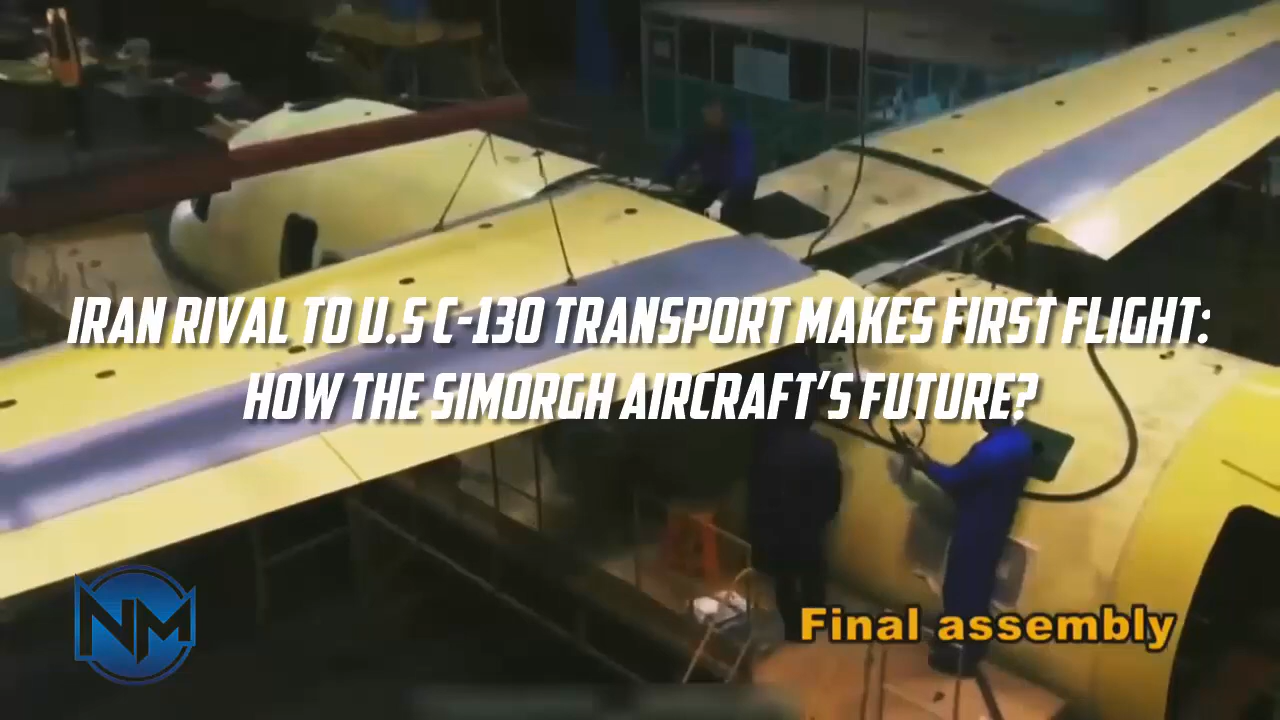 IRAN RIVAL TO U.S C-130 TRANSPORT MAKES FIRST FLIGHT:
HOW THE SIMORGH AIRCRAFT'S FUTURE?
NM
Final assembly